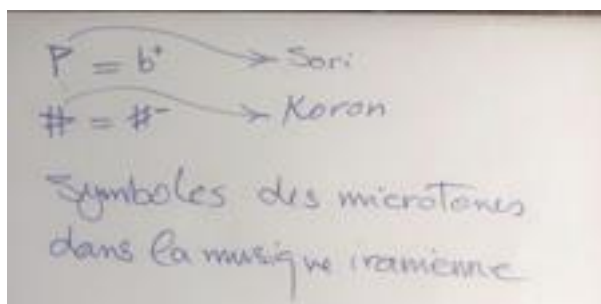 P = b⁺ → Sori
# = #⁻ → Koron
Symboles des microtones
dans la musique iranienne